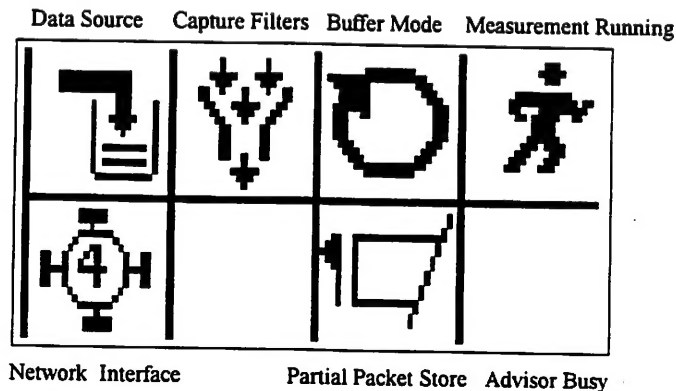 Data Source Capture Filters Buffer Mode Measurement Running
4
Network Interface Partial Packet Store Advisor Busy